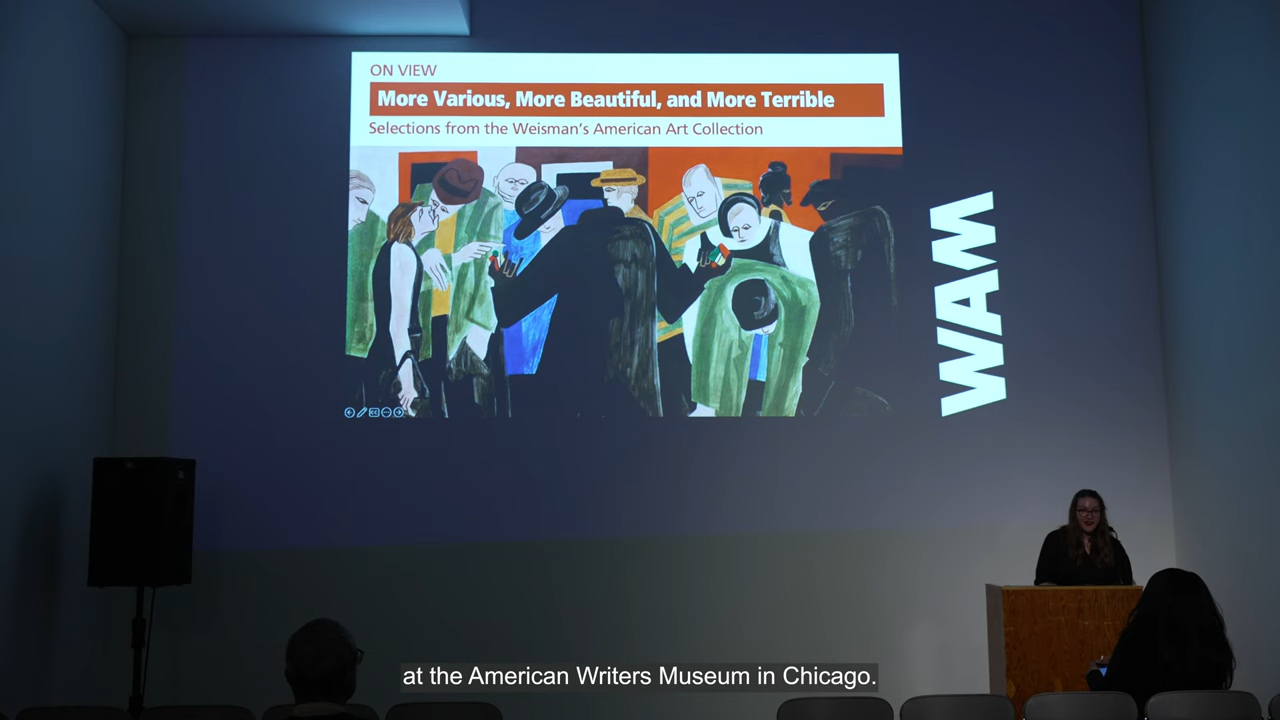 ON VIEW
More Various, More Beautiful, and More Terrible
Selections from the Weisman's American Art Collection
WAM
at the American Writers Museum in Chicago.